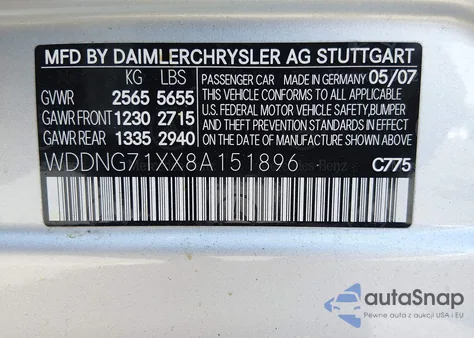 MFD BY DAIMLERCHRYSLER AG STUTTGART
KG LBS PASSENGER CAR MADE IN GERMANY 05/07
GVWR 2565 5655 THIS VEHICLE CONFORMS TO ALL APPLICABLE
GAWR FRONT 1230 2715 U.S. FEDERAL MOTOR VEHICLE SAFETY, BUMPER
GAWR REAR 1335 2940 AND THEFT PREVENTION STANDARDS IN EFFECT ON THE DATE OF MANUFACTURE SHOWN ABOVE.
WDDNG71XX8A151896 C775
autoSnap
Pewne auta z aukcji USA i EU